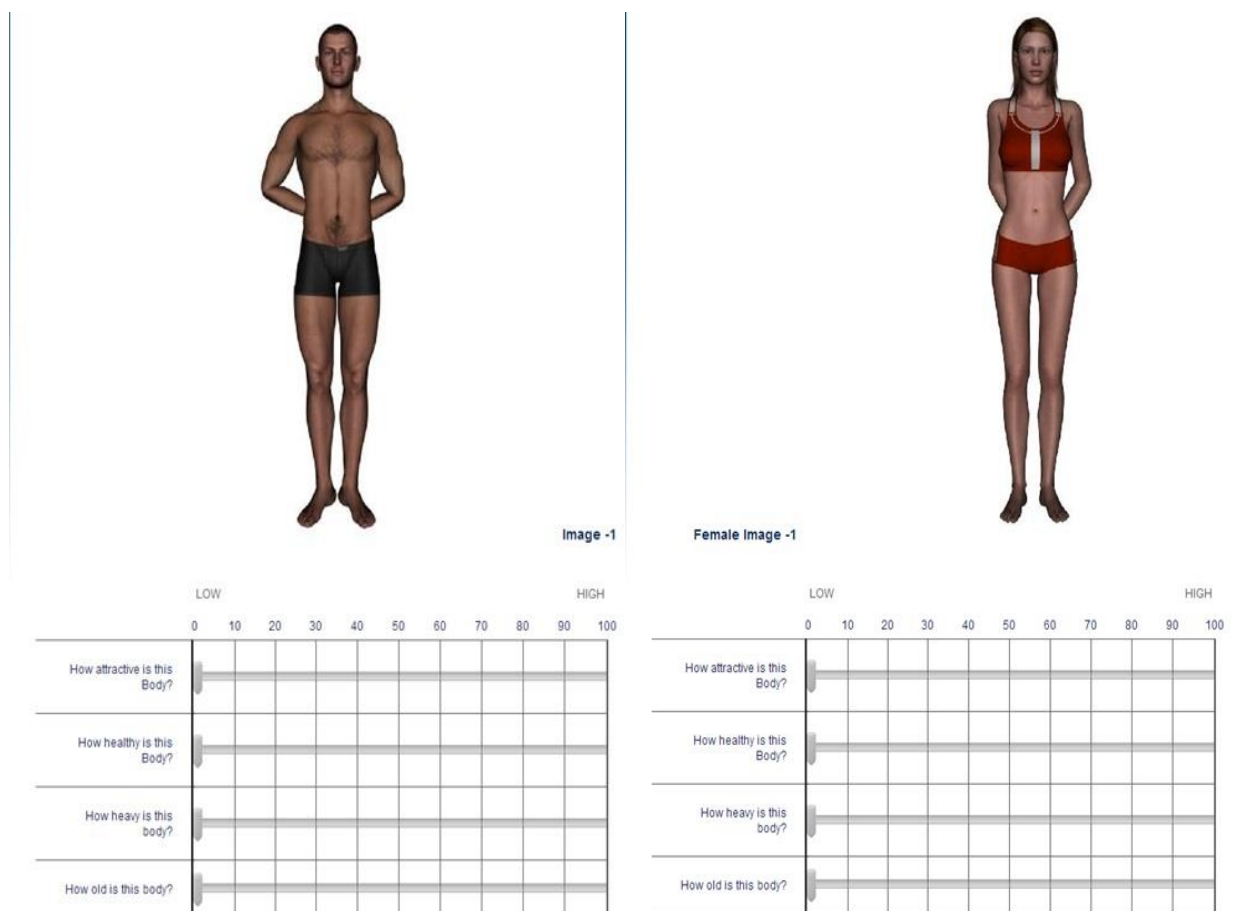 Image -1
LOW HIGH
0 10 20 30 40 50 60 70 80 90 100
How attractive is this
Body?
How healthy is this
Body?
How heavy is this
body?
How old is this body?
Female Image -1
LOW HIGH
0 10 20 30 40 50 60 70 80 90 100
How attractive is this
Body?
How healthy is this
Body?
How heavy is this
body?
How old is this body?